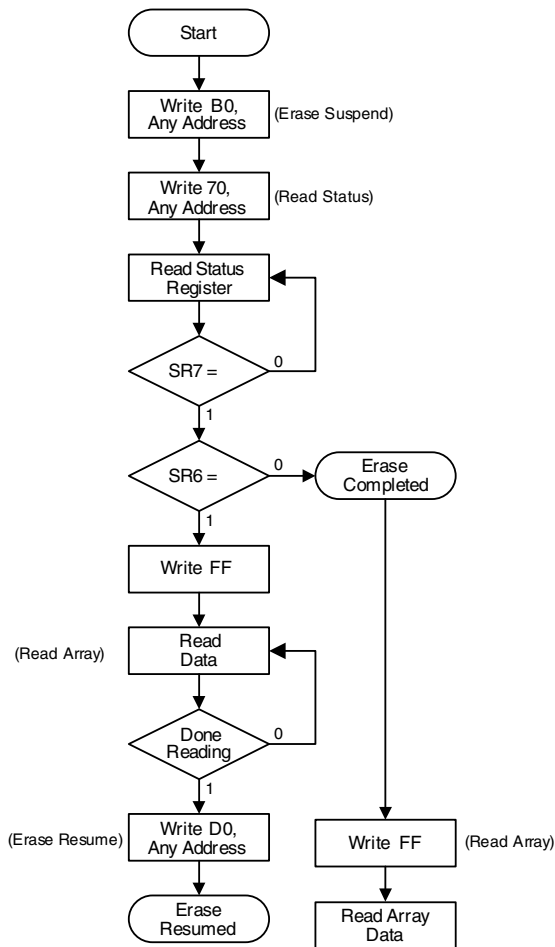 Start
Write B0,
Any Address
(Erase Suspend)
Write 70,
Any Address
(Read Status)
Read Status
Register
SR7 =
0
1
SR6 =
0
1
Erase
Completed
Write FF
(Read Array)
Read
Data
Done
Reading
0
1
(Erase Resume)
Write D0,
Any Address
Write FF
(Read Array)
Erase
Resumed
Read Array
Data